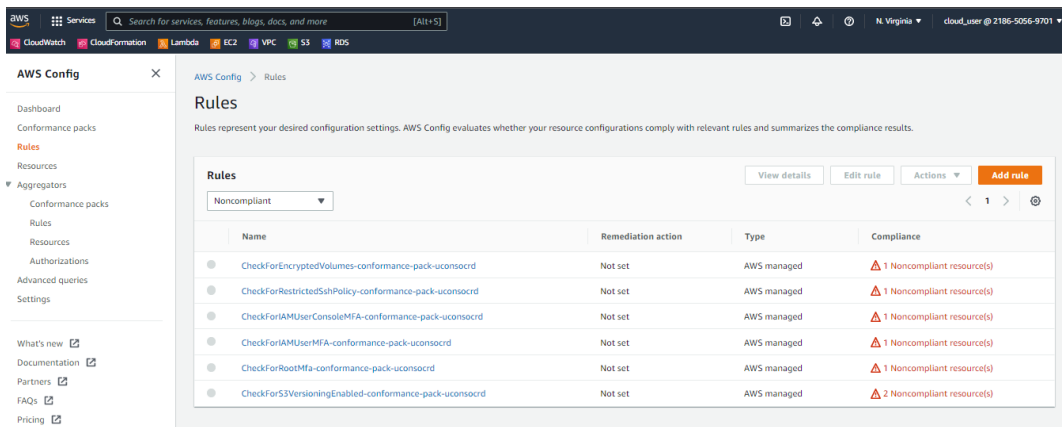 aws Services Search for services, features, blogs, docs, and more [Alt+S] N. Virginia ▼ cloud_user @ 2186-5056-9701 ▼
CloudWatch CloudFormation Lambda EC2 VPC S3 RDS
AWS Config
Dashboard
Conformance packs
Rules
Resources
Aggregators
Conformance packs
Rules
Resources
Authorizations
Advanced queries
Settings
What's new
Documentation
Partners
FAQs
Pricing
AWS Config > Rules
Rules
Rules represent your desired configuration settings. AWS Config evaluates whether your resource configurations comply with relevant rules and summarizes the compliance results.
Rules View details Edit rule Actions ▼ Add rule
Noncompliant ▼ < 1 >
Name Remediation action Type Compliance
CheckForEncryptedVolumes-conformance-pack-uconsocrd Not set AWS managed 1 Noncompliant resource(s)
CheckForRestrictedSshPolicy-conformance-pack-uconsocrd Not set AWS managed 1 Noncompliant resource(s)
CheckForIAMUserConsoleMFA-conformance-pack-uconsocrd Not set AWS managed 1 Noncompliant resource(s)
CheckForIAMUserMFA-conformance-pack-uconsocrd Not set AWS managed 1 Noncompliant resource(s)
CheckForRootMfa-conformance-pack-uconsocrd Not set AWS managed 1 Noncompliant resource(s)
CheckForS3VersioningEnabled-conformance-pack-uconsocrd Not set AWS managed 2 Noncompliant resource(s)